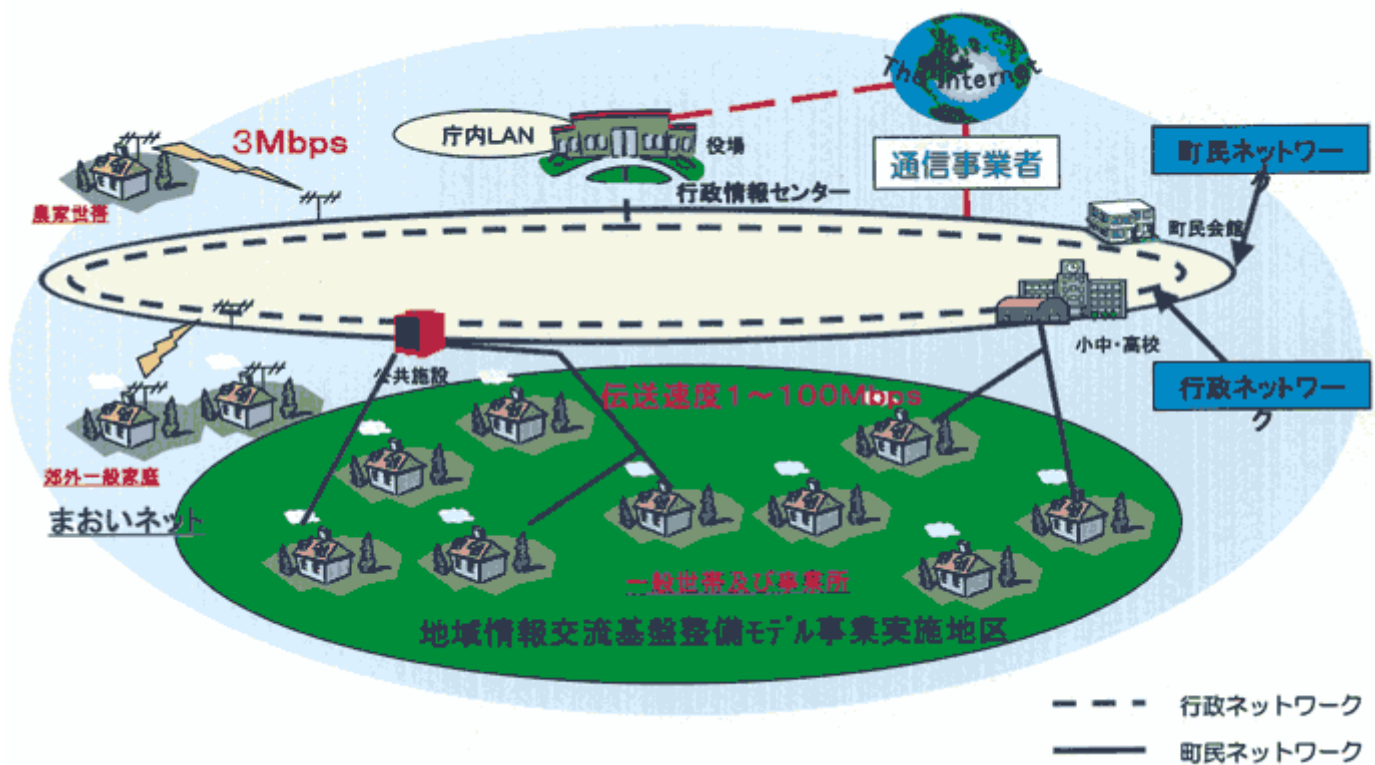 The Internet
3Mbps
庁内LAN
役場
通信事業者
町民ネットワー
ク
行政情報センター
農家世帯
町民会館
小中・高校
公共施設
行政ネットワー
ク
伝送速度1～100Mbps
郊外一般家庭
まおいネット
一般世帯及び事業所
地域情報交流基盤整備モデル事業実施地区
行政ネットワーク
町民ネットワーク